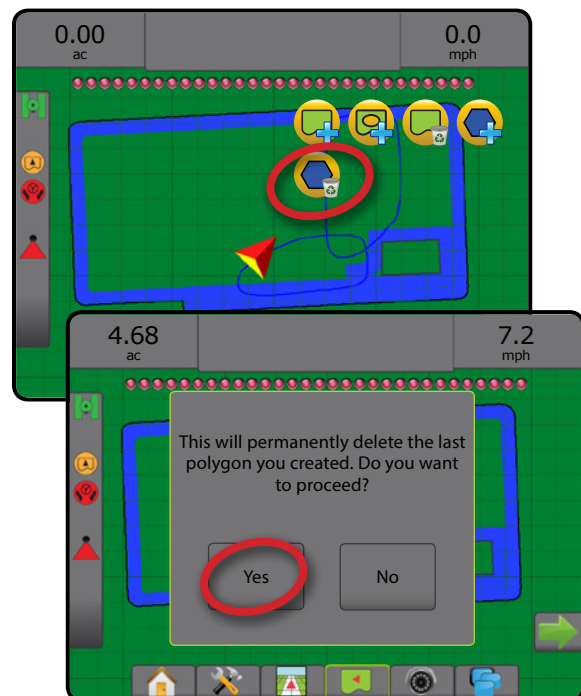 0.00
ac
0.0
mph
4.68
ac
7.2
mph
This will permanently delete the last
polygon you created. Do you want
to proceed?
Yes
No